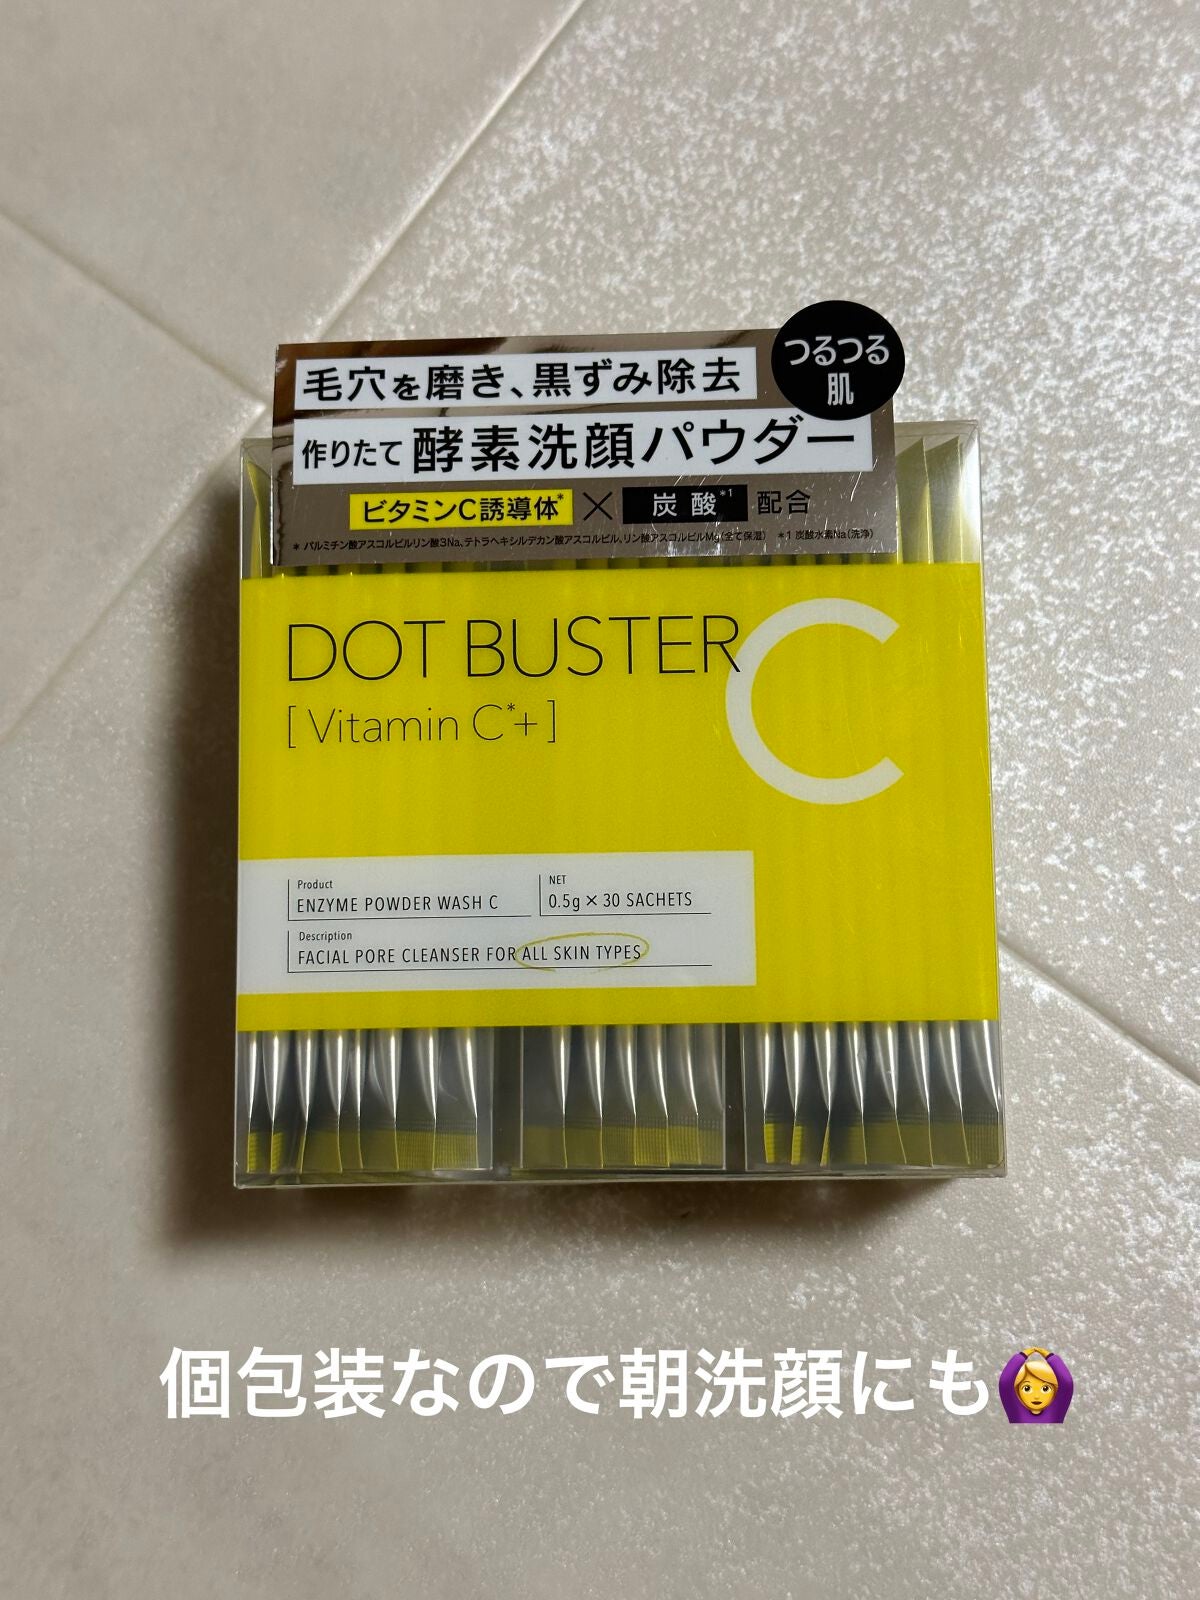 つるつる
肌
毛穴を磨き、黒ずみ除去
作りたて酵素洗顔パウダー
ビタミンC誘導体* × 炭酸*1 配合
* パルミチン酸アスコルビルリン酸3Na、テトラヘキシルデカン酸アスコルビル、リン酸アスコルビルMg(全て保湿) *1 炭酸水素Na(洗浄)
DOT BUSTER C
[ Vitamin C*+ ]
Product
ENZYME POWDER WASH C
NET
0.5g × 30 SACHETS
Description
FACIAL PORE CLEANSER FOR ALL SKIN TYPES
個包装なので朝洗顔にも🙆